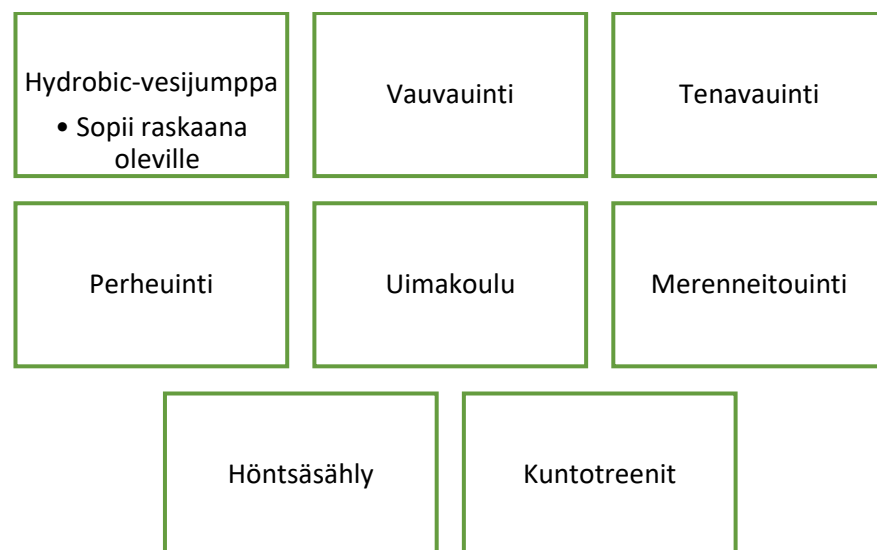 Hydrobic-vesijumppa
• Sopii raskaana
oleville
Vauvauinti
Tenavauinti
Perheuinti
Uimakoulu
Merenneitouinti
Höntsäsähly
Kuntotreenit